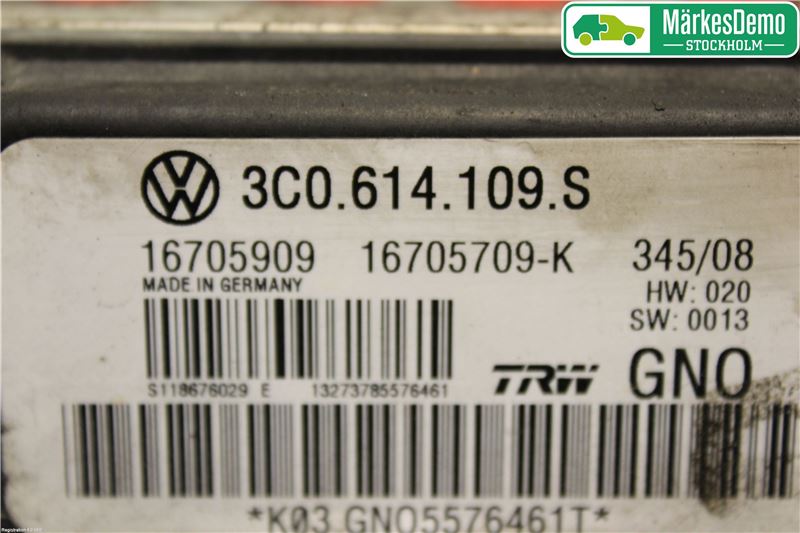 MärkesDemo
STOCKHOLM
3C0.614.109.S
16705909 16705709-K 345/08
MADE IN GERMANY
HW: 020
SW: 0013
S118676029 E 13273785576461
TRW GNO
*K03 GNO5576461T*